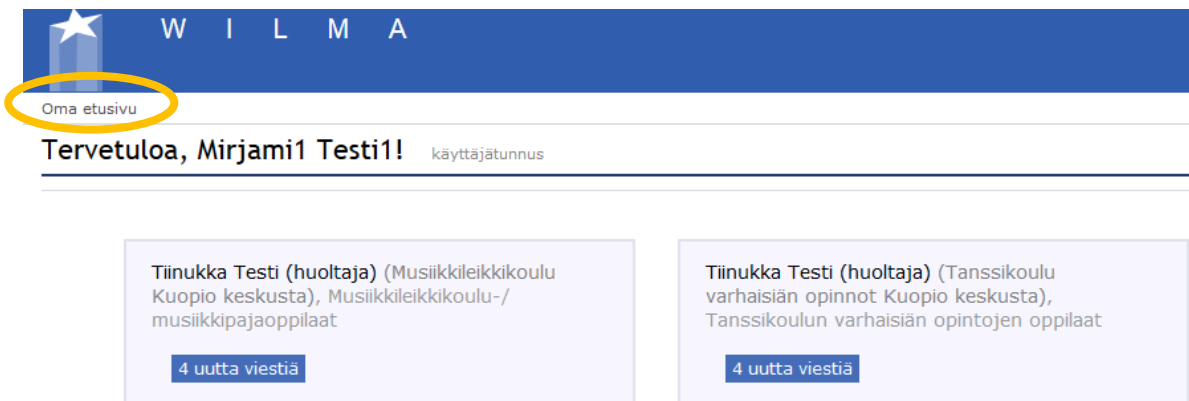 W I L M A
Oma etusivu
Tervetuloa, Mirjami1 Testi1! käyttäjätunnus
Tiinukka Testi (huoltaja) (Musiikkileikkikoulu
Kuopio keskusta), Musiikkileikkikoulu-/
musiikkipajaoppilaat
4 uutta viestiä
Tiinukka Testi (huoltaja) (Tanssikoulu
varhaisiän opinnot Kuopio keskusta),
Tanssikoulun varhaisiän opintojen oppilaat
4 uutta viestiä